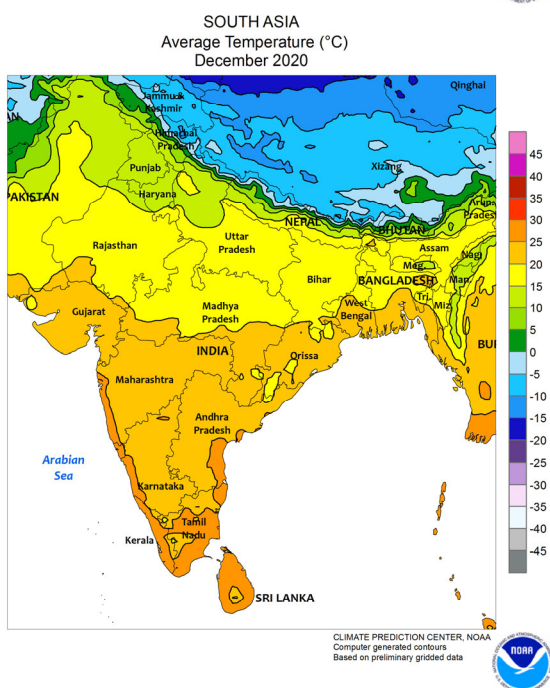 SOUTH ASIA
Average Temperature (°C)
December 2020
Qinghai
Jammu &
Kashmir
Himachal
Pradesh
Xizang
Punjab
Haryana
PAKISTAN
Arun.
Pradesh
NEPAL
BHUTAN
Rajasthan
Uttar
Pradesh
Assam
Nagl
Meg.
Man.
Bihar
BANGLADESH
Tri.
Miz
Gujarat
Madhya
Pradesh
West
Bengal
INDIA
Orissa
BU
Maharashtra
Andhra
Pradesh
Arabian
Sea
Karnataka
Tamil
Nadu
Kerala
SRI LANKA
45
40
35
30
25
20
15
10
5
0
-5
-10
-15
-20
-25
-30
-35
-40
-45
CLIMATE PREDICTION CENTER, NOAA
Computer generated contours
Based on preliminary gridded data
NOAA